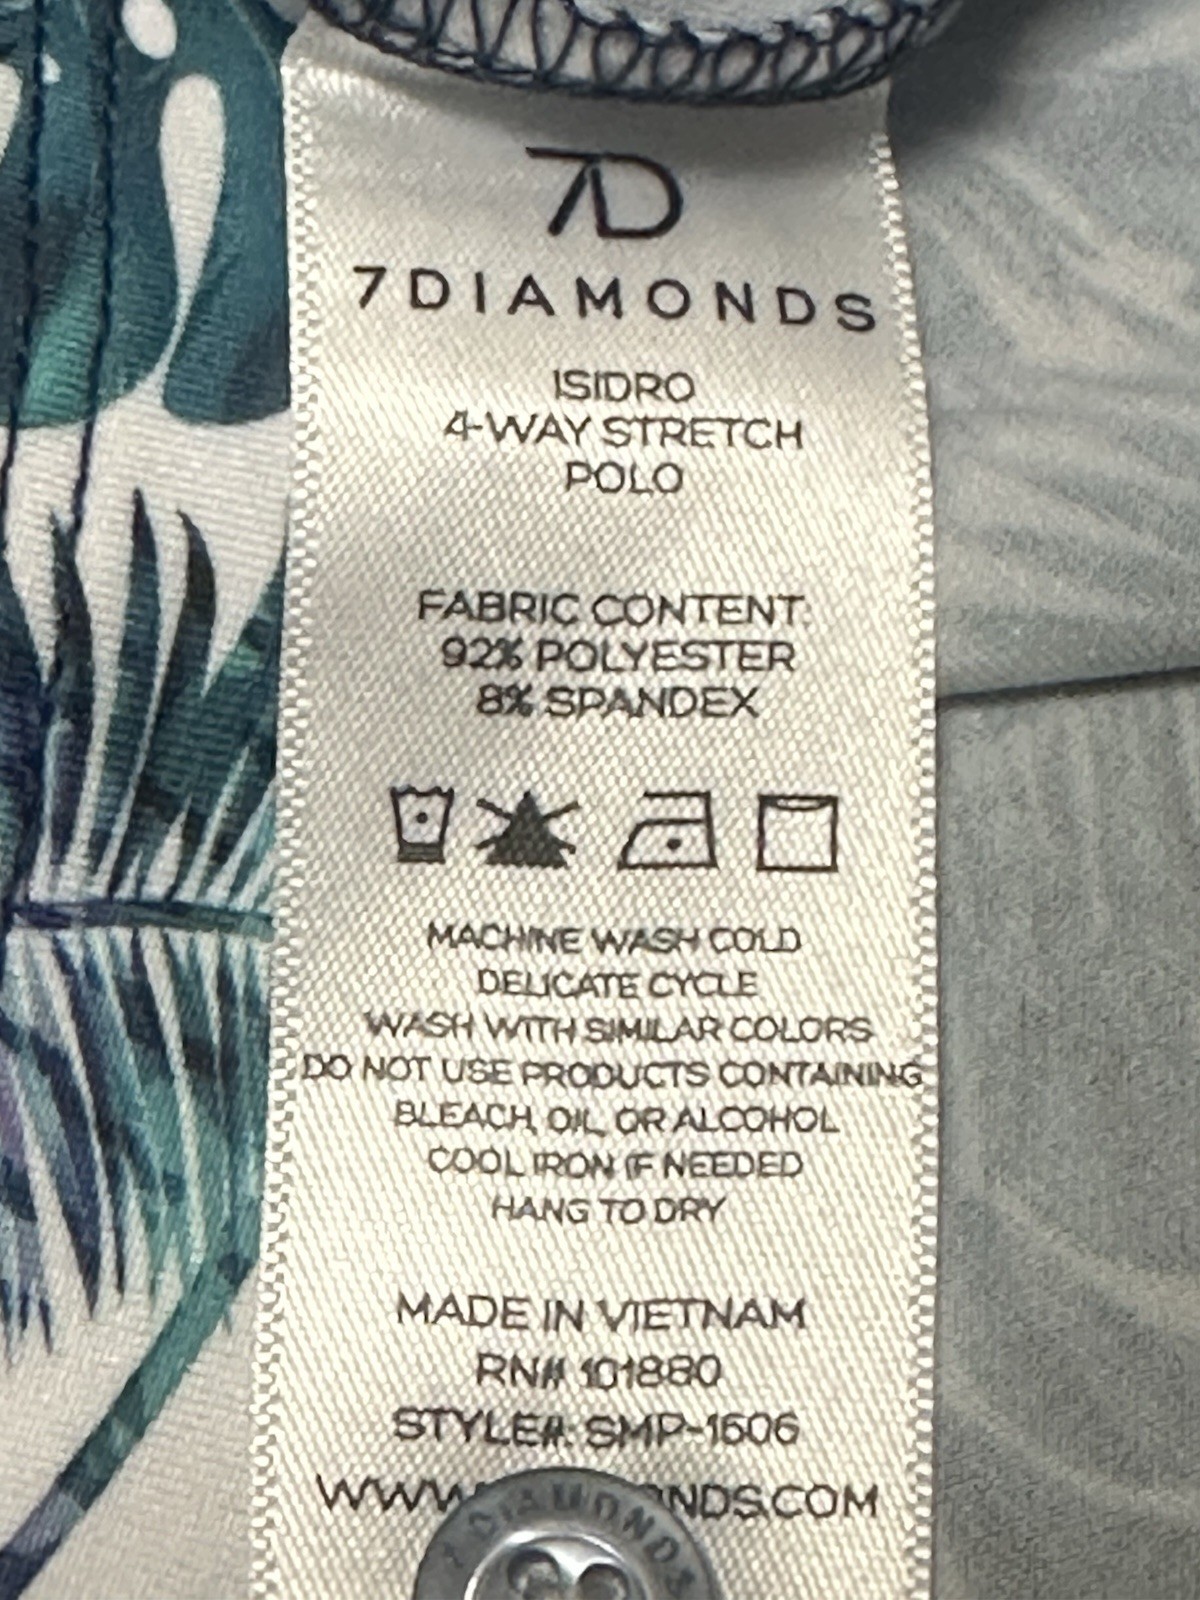 7D
7DIAMONDS
ISIDRO
4-WAY STRETCH
POLO
FABRIC CONTENT:
92% POLYESTER
8% SPANDEX
MACHINE WASH COLD
DELICATE CYCLE
WASH WITH SIMILAR COLORS
DO NOT USE PRODUCTS CONTAINING
BLEACH, OIL, OR ALCOHOL
COOL IRON IF NEEDED
HANG TO DRY
MADE IN VIETNAM
RN# 101880
STYLE#: SMP-1606
7DIAMONDS